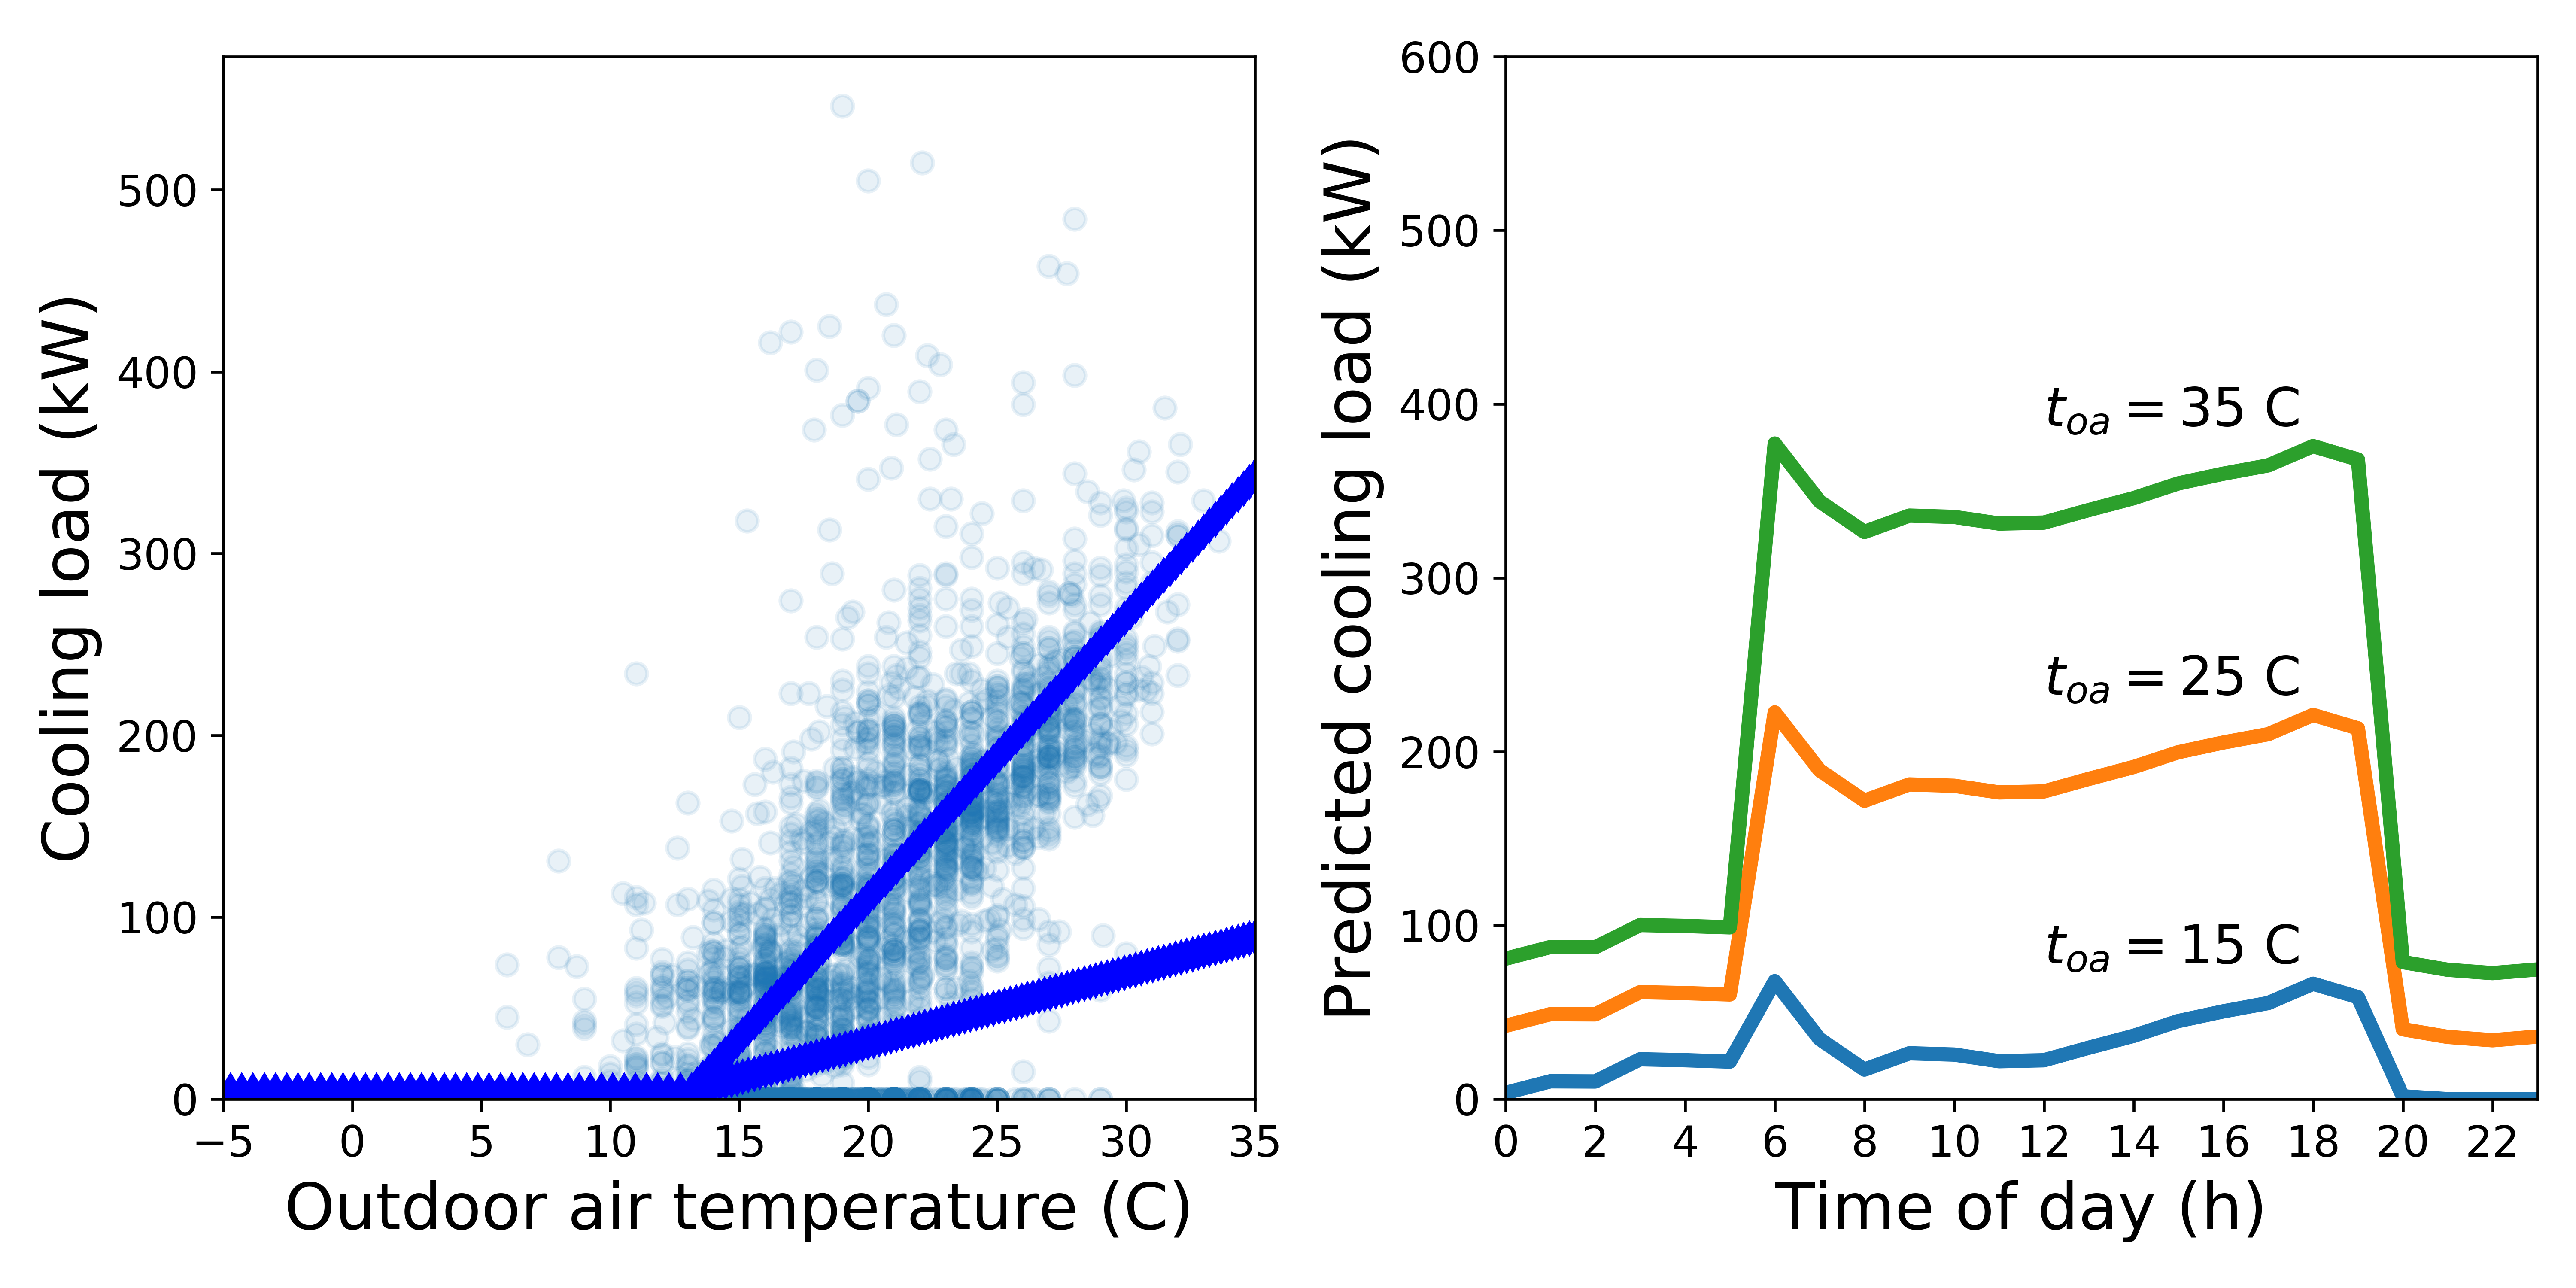 Cooling load (kW)
500
400
300
200
100
0
−5 0 5 10 15 20 25 30 35
Outdoor air temperature (C)
Predicted cooling load (kW)
600
500
400
300
200
100
0
t_oa = 35 C
t_oa = 25 C
t_oa = 15 C
0 2 4 6 8 10 12 14 16 18 20 22
Time of day (h)